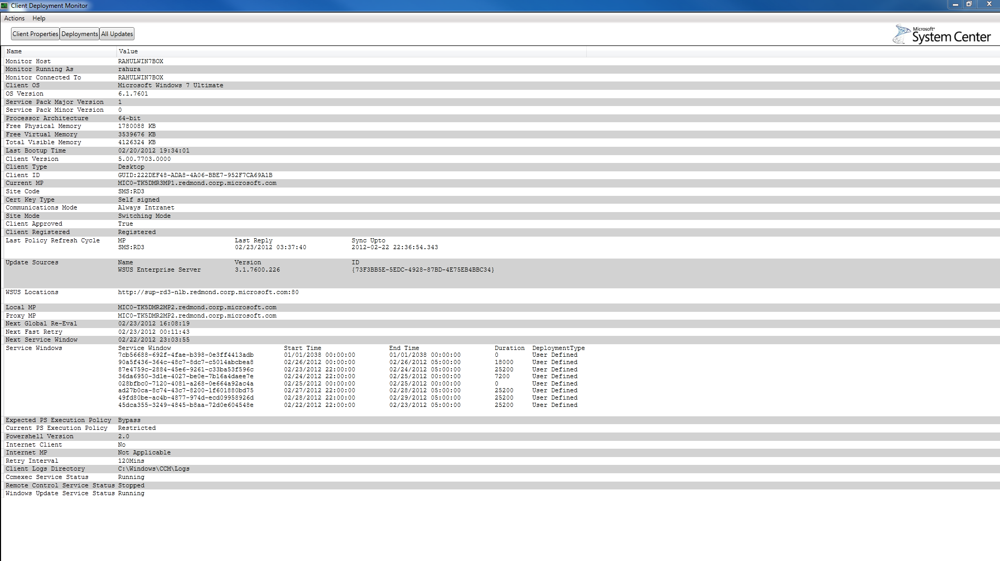 Client Deployment Monitor
Actions Help
Client Properties Deployments All Updates
Microsoft®
System Center
Name Value
Monitor Host RAHULWIN7BOX
Monitor Running As rahura
Monitor Connected To RAHULWIN7BOX
Client OS Microsoft Windows 7 Ultimate
OS Version 6.1.7601
Service Pack Major Version 1
Service Pack Minor Version 0
Processor Architecture 64-bit
Free Physical Memory 1780088 KB
Free Virtual Memory 3539676 KB
Total Visible Memory 4126324 KB
Last Bootup Time 02/20/2012 19:34:01
Client Version 5.00.7703.0000
Client Type Desktop
Client ID GUID:222DEF48-ADA8-4A06-BBE7-952F7CA69A1B
Current MP MIC0-TK5DMR3MP1.redmond.corp.microsoft.com
Site Code SMS:RD3
Cert Key Type Self signed
Communications Mode Always Intranet
Site Mode Switching Mode
Client Approved True
Client Registered Registered
Last Policy Refresh Cycle MP Last Reply Sync Upto
SMS:RD3 02/23/2012 03:37:40 2012-02-22 22:36:54.343
Update Sources Name Version ID
WSUS Enterprise Server 3.1.7600.226 {73F3BB5E-5EDC-4928-87BD-4E75EB4BBC34}
WSUS Locations http://sup-rd3-nlb.redmond.corp.microsoft.com:80
Local MP MIC0-TK5DMR2MP2.redmond.corp.microsoft.com
Proxy MP MIC0-TK5DMR2MP2.redmond.corp.microsoft.com
Next Global Re-Eval 02/23/2012 16:08:19
Next Fast Retry 02/23/2012 00:11:43
Next Service Window 02/22/2012 23:03:55
Service Windows Service Window Start Time End Time Duration DeploymentType
7cb56688-692f-4fae-b398-0e3ff4413adb 01/01/2038 00:00:00 01/01/2038 00:00:00 0 User Defined
90a5f436-364c-48c7-8dc7-c5014abcbea8 02/26/2012 00:00:00 02/26/2012 05:00:00 18000 User Defined
87e4759c-2884-45e6-9261-c33ba53f596c 02/23/2012 22:00:00 02/24/2012 05:00:00 25200 User Defined
36da6950-3d1e-4027-be0e-7b16a4daee7e 02/24/2012 22:00:00 02/25/2012 00:00:00 7200 User Defined
028bfbc0-7120-4081-a268-0e664a92ac4a 02/25/2012 00:00:00 02/25/2012 00:00:00 0 User Defined
ad27b0ca-8c74-43c7-8200-1f601880bd75 02/27/2012 22:00:00 02/28/2012 05:00:00 25200 User Defined
49fd80be-ac4b-4877-974d-ecd09958926d 02/28/2012 22:00:00 02/29/2012 05:00:00 25200 User Defined
45dca355-3249-4845-b8aa-72d0e604548e 02/22/2012 22:00:00 02/23/2012 05:00:00 25200 User Defined
Expected PS Execution Policy Bypass
Current PS Execution Policy Restricted
Powershell Version 2.0
Internet Client No
Internet MP Not Applicable
Retry Interval 120Mins
Client Logs Directory C:\Windows\CCM\Logs
Ccmexec Service Status Running
Remote Control Service Status Stopped
Windows Update Service Status Running